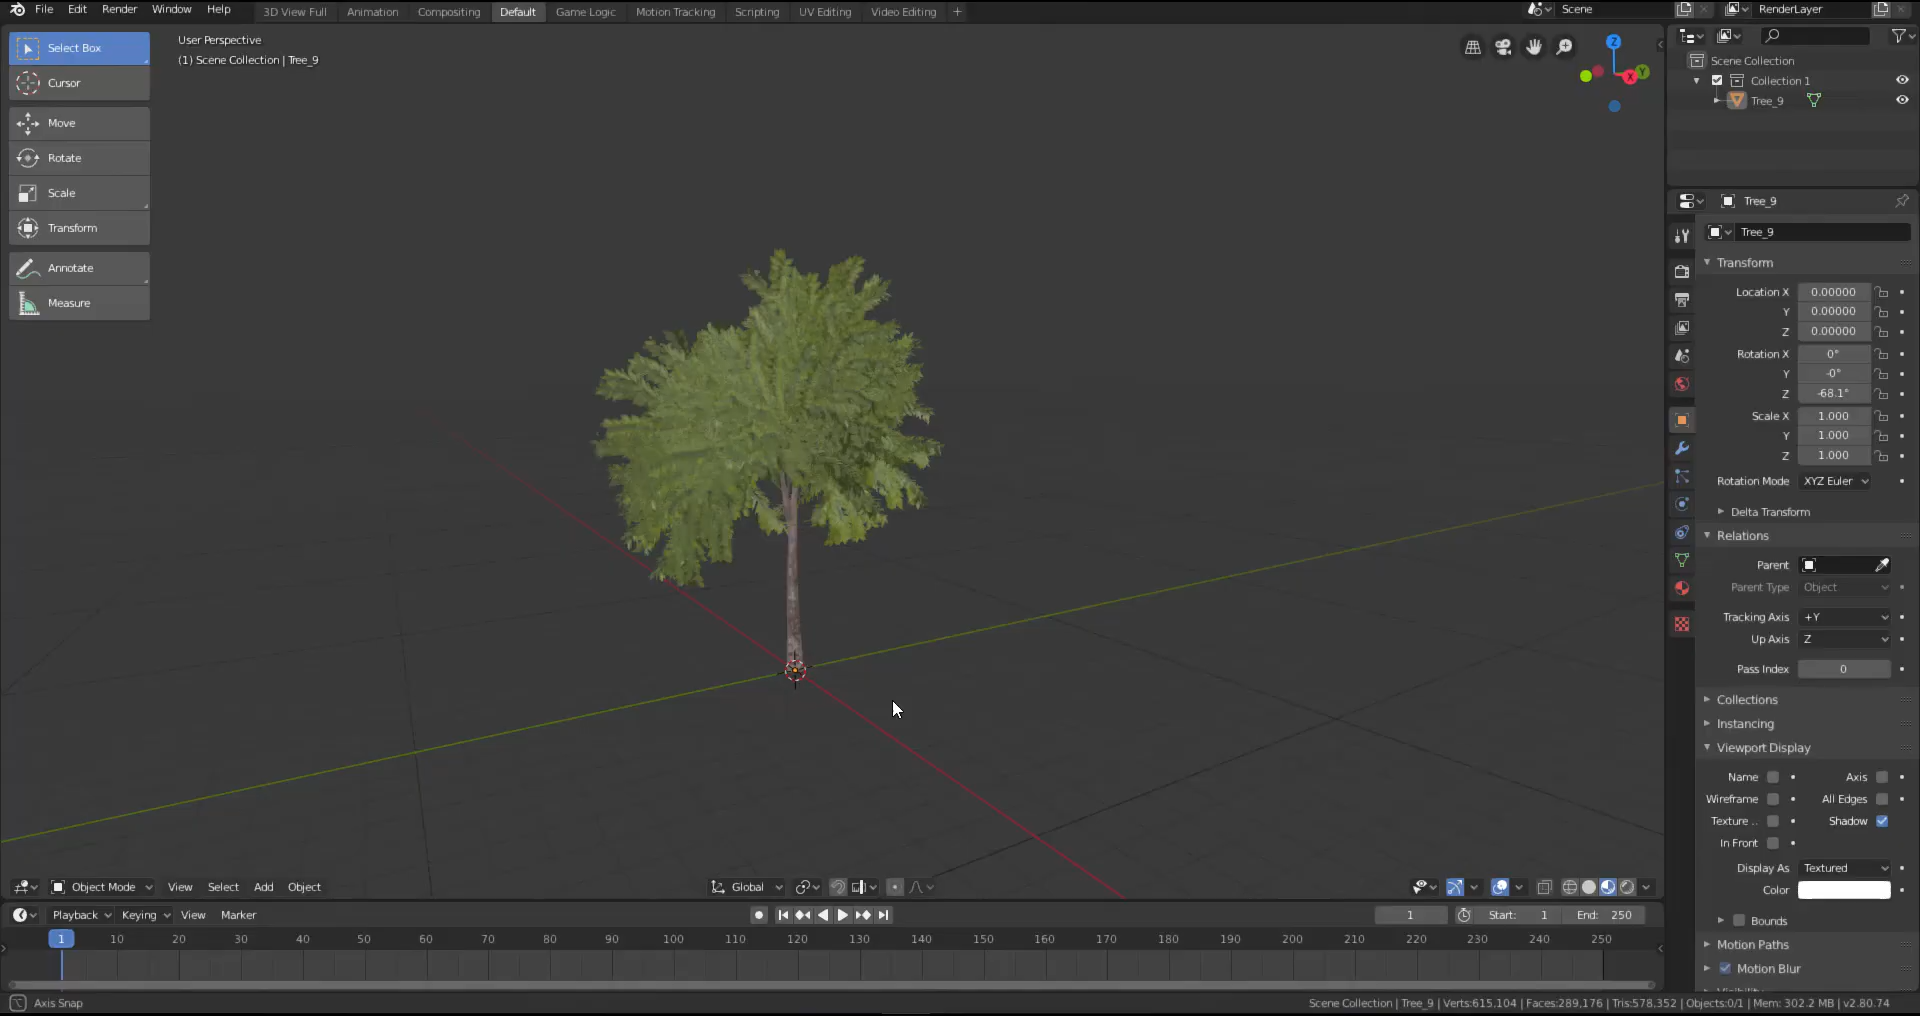 File Edit Render Window Help 3D View Full Animation Compositing Default Game Logic Motion Tracking Scripting UV Editing Video Editing + Scene RenderLayer
Select Box
Cursor
Move
Rotate
Scale
Transform
Annotate
Measure
User Perspective
(1) Scene Collection | Tree_9
Z
X
Y
Scene Collection
Collection 1
Tree_9
Tree_9
Tree_9
Transform
Location X 0.00000
Y 0.00000
Z 0.00000
Rotation X 0°
Y -0°
Z -68.1°
Scale X 1.000
Y 1.000
Z 1.000
Rotation Mode XYZ Euler
Delta Transform
Relations
Parent
Parent Type Object
Tracking Axis +Y
Up Axis Z
Pass Index 0
Collections
Instancing
Viewport Display
Name Axis
Wireframe All Edges
Texture .. Shadow
In Front
Display As Textured
Color
Bounds
Motion Paths
Motion Blur
Object Mode View Select Add Object Global
Playback Keying View Marker 1 Start: 1 End: 250
1 10 20 30 40 50 60 70 80 90 100 110 120 130 140 150 160 170 180 190 200 210 220 230 240 250
Axis Snap
Scene Collection | Tree_9 | Verts:615,104 | Faces:289,176 | Tris:578,352 | Objects:0/1 | Mem: 302.2 MB | v2.80.74